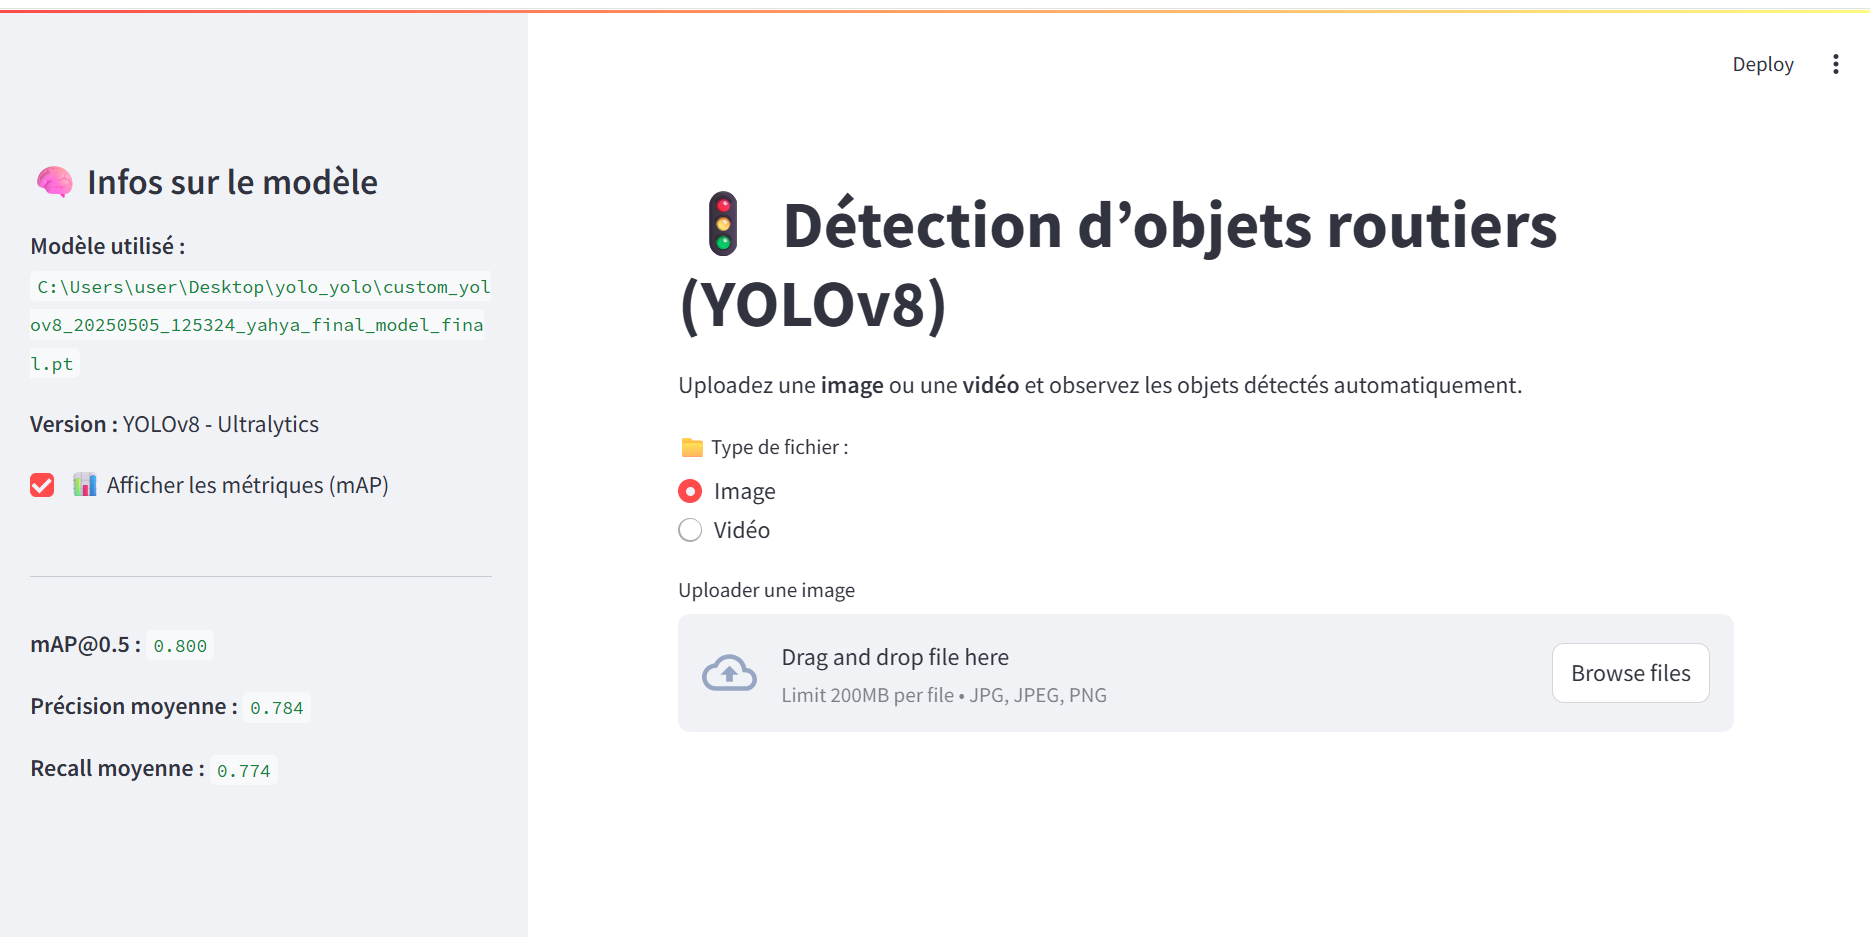 Deploy
Infos sur le modèle
Modèle utilisé :
C:\Users\user\Desktop\yolo_yolo\custom_yol
ov8_20250505_125324_yahya_final_model_fina
l.pt
Version : YOLOv8 - Ultralytics
Afficher les métriques (mAP)
mAP@0.5 : 0.800
Précision moyenne : 0.784
Recall moyenne : 0.774
Détection d’objets routiers
(YOLOv8)
Uploadez une image ou une vidéo et observez les objets détectés automatiquement.
Type de fichier :
Image
Vidéo
Uploader une image
Drag and drop file here
Limit 200MB per file • JPG, JPEG, PNG
Browse files